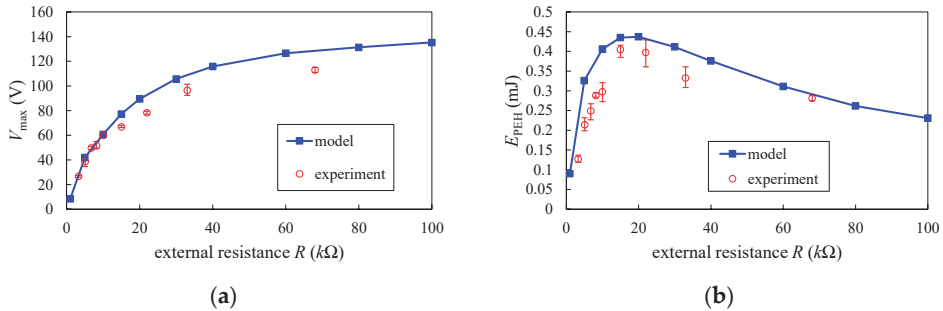 160
140
120
100
80
60
40
20
0
V_max (V)
model
experiment
0 20 40 60 80 100
external resistance R (kΩ)
(a)
0.5
0.45
0.4
0.35
0.3
0.25
0.2
0.15
0.1
0.05
0
E_PEH (mJ)
model
experiment
0 20 40 60 80 100
external resistance R (kΩ)
(b)